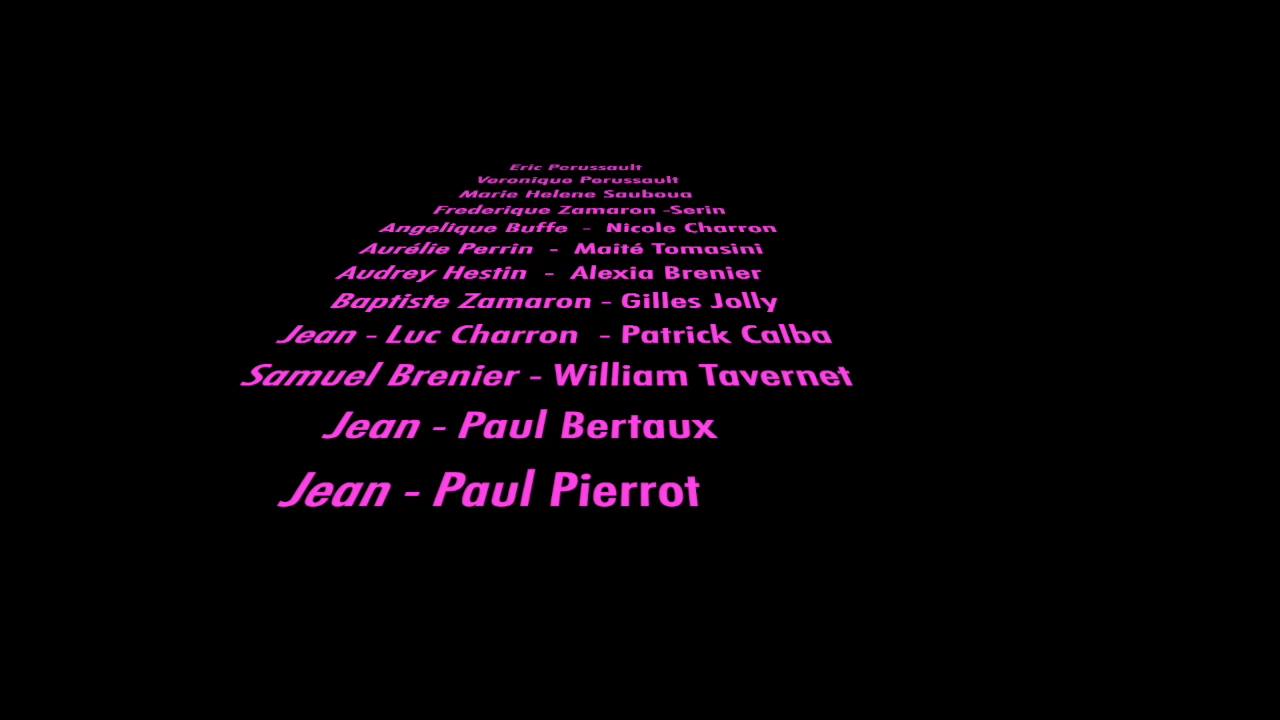 Eric Perussault
Veronique Perussault
Marie Helene Sauboua
Frederique Zamaron -Serin
Angelique Buffe - Nicole Charron
Aurélie Perrin - Maité Tomasini
Audrey Hestin - Alexia Brenier
Baptiste Zamaron - Gilles Jolly
Jean - Luc Charron - Patrick Calba
Samuel Brenier - William Tavernet
Jean - Paul Bertaux
Jean - Paul Pierrot